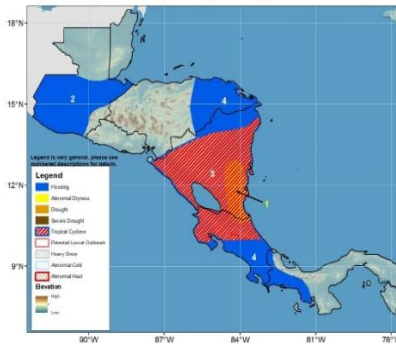 18°N
15°N
12°N
9°N
2
4
3
1
4
Legend is very general, please see
numbered descriptions for details.
Legend
Flooding
Abnormal Dryness
Drought
Severe Drought
Tropical Cyclone
Potential Locust Outbreak
Heavy Snow
Abnormal Cold
Abnormal Heat
Elevation
High
Low
90°W
87°W
84°W
81°W
78°W